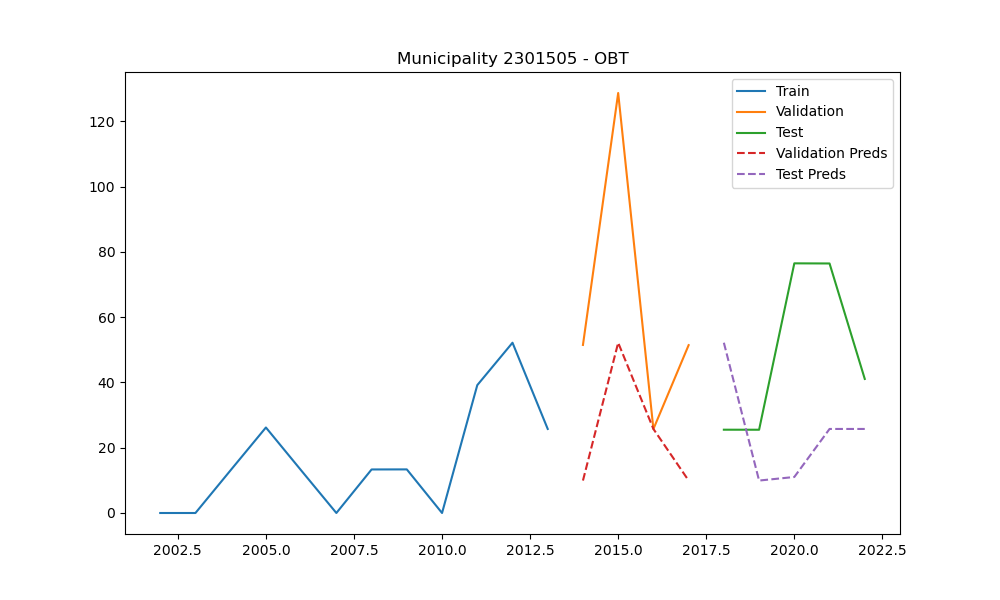 Municipality 2301505 - OBT
Train
Validation
Test
Validation Preds
Test Preds
120
100
80
60
40
20
0
2002.5 2005.0 2007.5 2010.0 2012.5 2015.0 2017.5 2020.0 2022.5